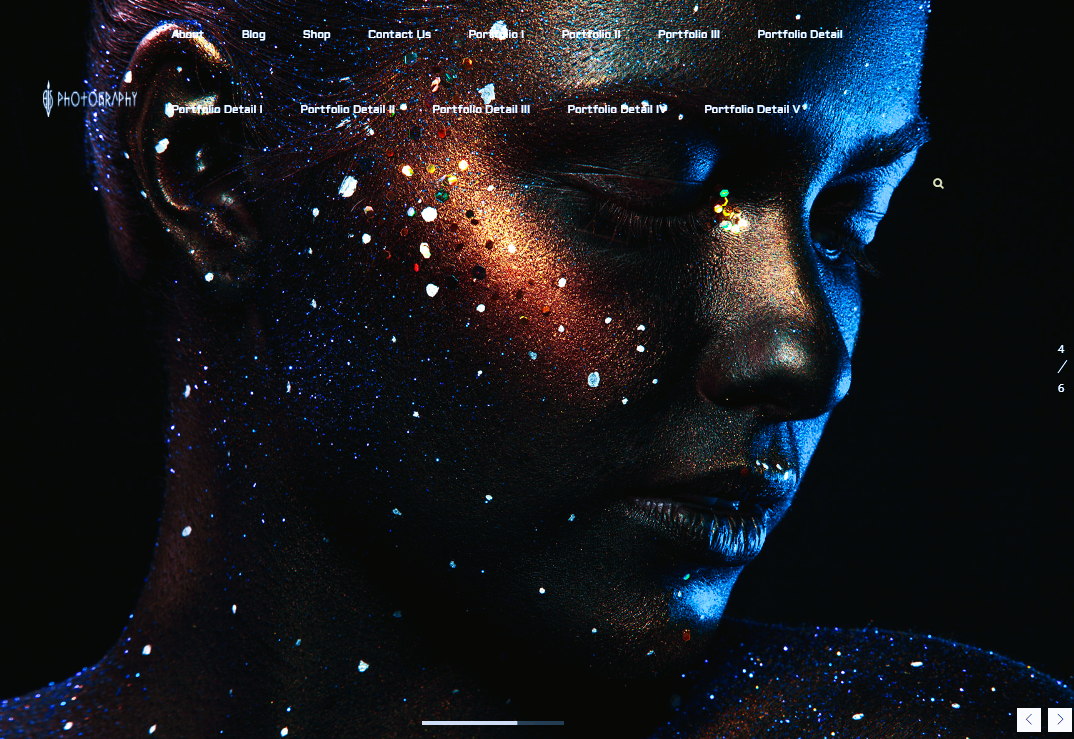 About Blog Shop Contact Us Portfolio I Portfolio II Portfolio III Portfolio Detail
PHOTOGRAPHY
Portfolio Detail I Portfolio Detail II Portfolio Detail III Portfolio Detail IV Portfolio Detail V
4
/
6